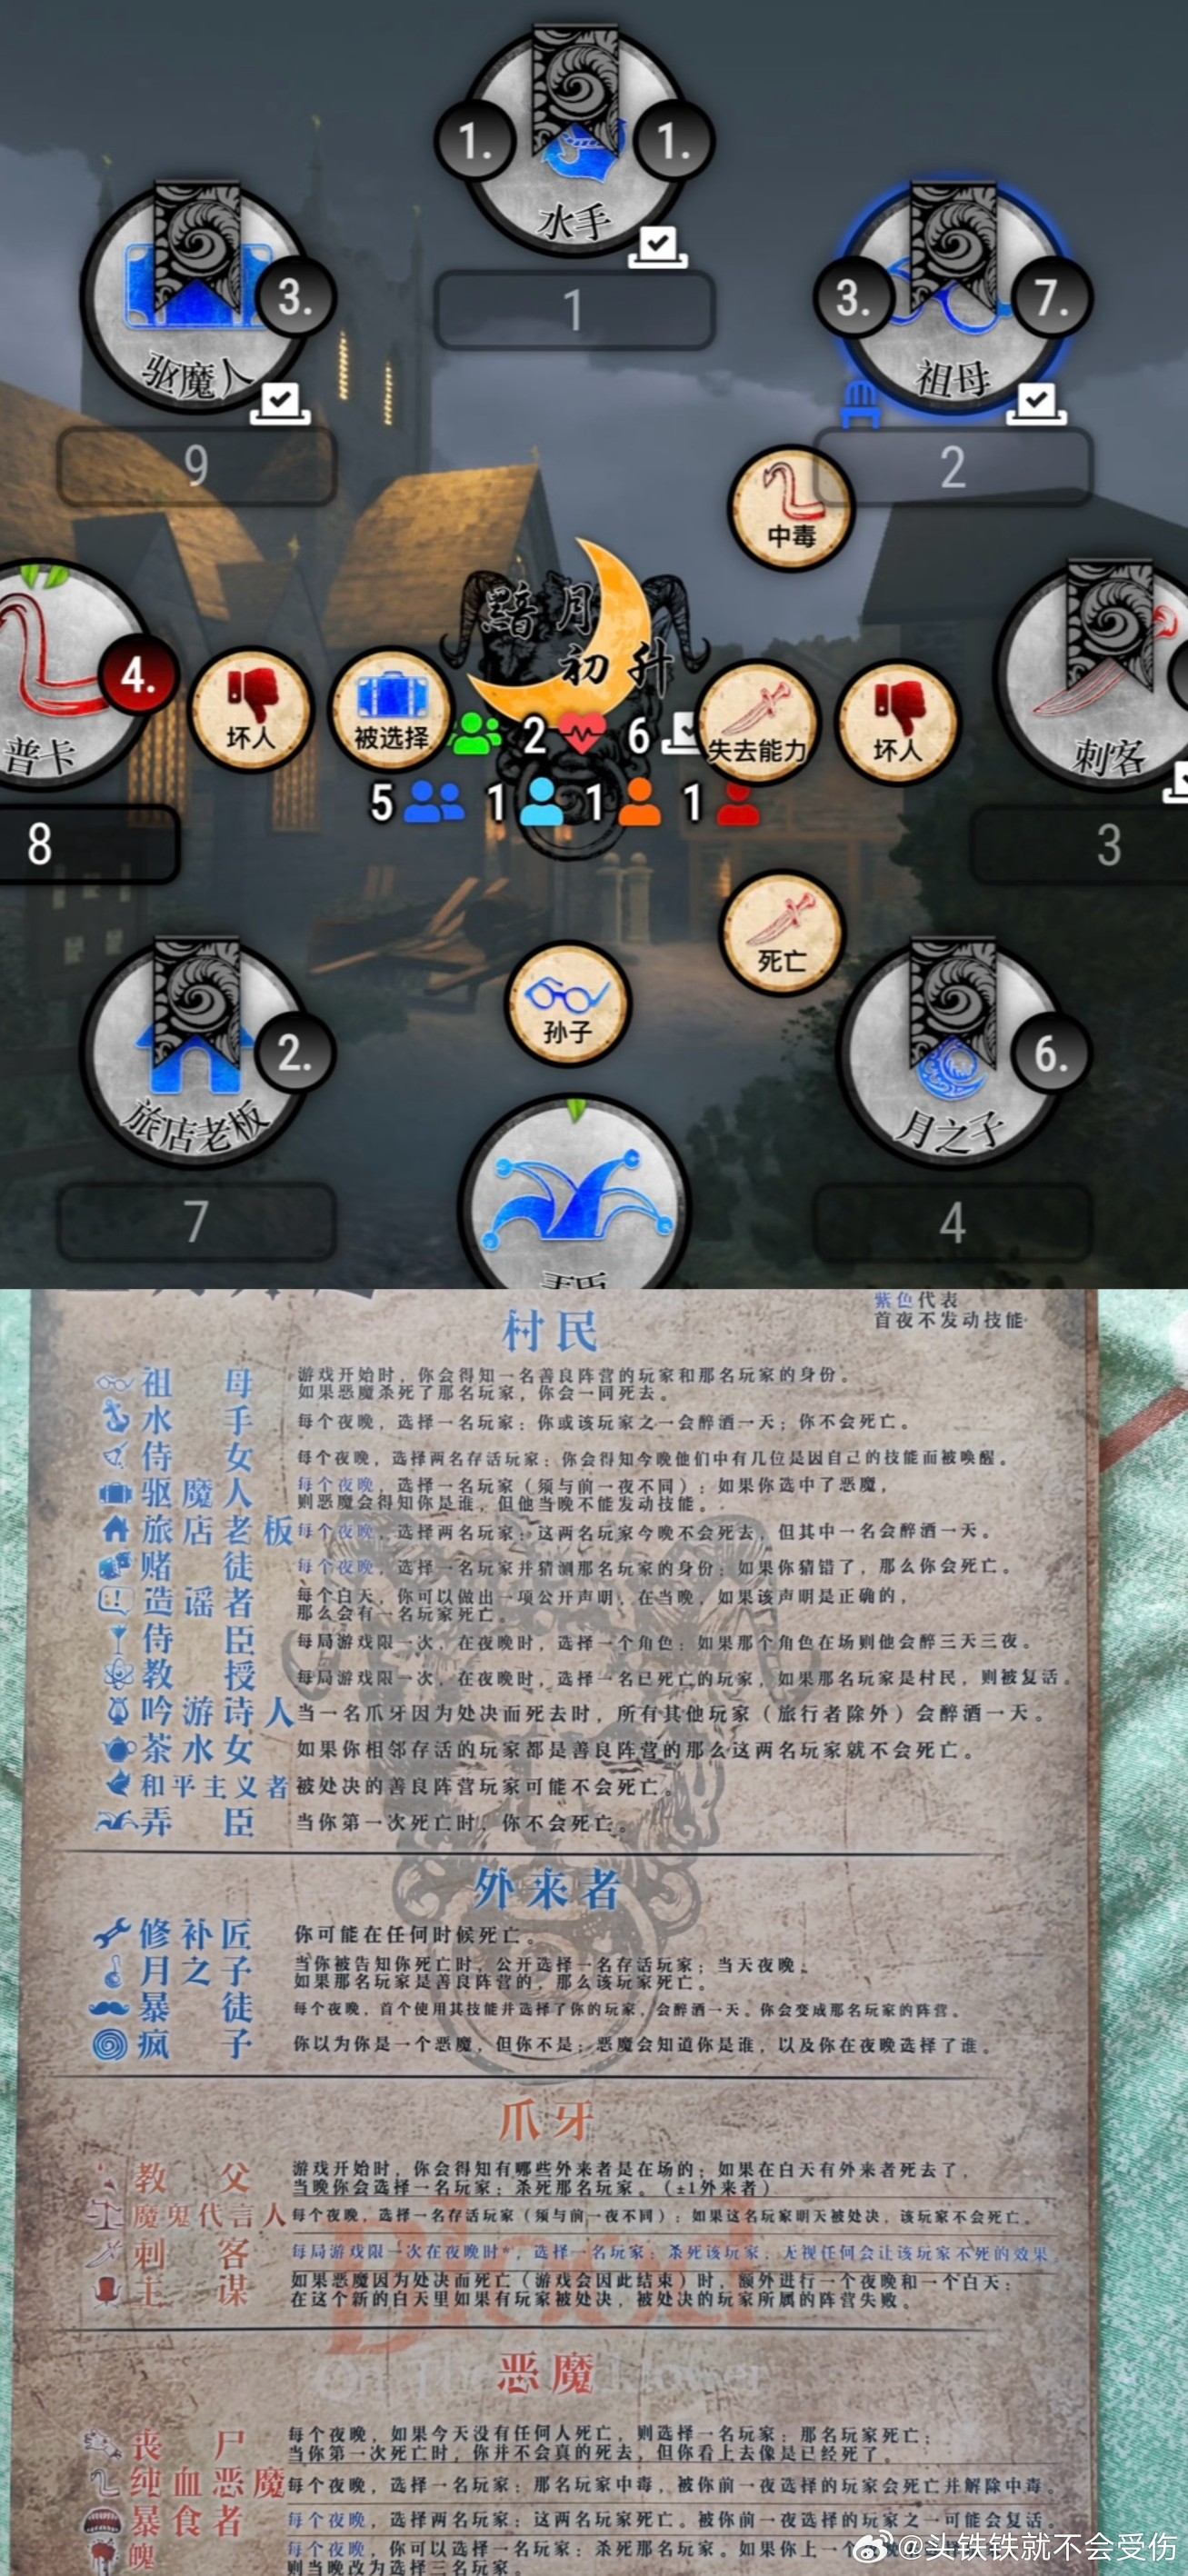 1.
1.
水手
1
3.
驱魔人
9
3.
7.
祖母
2
中毒
4.
普卡
8
坏人
被选择
黯月初升
2
6
5
1
1
1
失去能力
坏人
刺客
3
死亡
孙子
2.
旅店老板
7
6.
月之子
4
紫色代表
首夜不发动技能
村民
祖母 游戏开始时，你会得知一名善良阵营的玩家和那名玩家的身份。
如果恶魔杀死了那名玩家，你会一同死去。
水手 每个夜晚，选择一名玩家：你或该玩家之一会醉酒一天；你不会死亡。
侍女 每个夜晚，选择两名存活玩家：你会得知今晚他们中有几位是因自己的技能而被唤醒。
驱魔人 每个夜晚，选择一名玩家（须与前一夜不同）：如果你选中了恶魔，
则恶魔会得知你是谁，但他当晚不能发动技能。
旅店老板 每个夜晚，选择两名玩家：这两名玩家今晚不会死去，但其中一名会醉酒一天。
赌徒 每个夜晚，选择一名玩家并猜测那名玩家的身份：如果你猜错了，那么你会死亡。
造谣者 每个白天，你可以做出一项公开声明，在当晚，如果该声明是正确的，
那么会有一名玩家死亡。
侍臣 每局游戏限一次，在夜晚时，选择一个角色：如果那个角色在场则他会醉三天三夜。
教授 每局游戏限一次，在夜晚时，选择一名已死亡的玩家，如果那名玩家是村民，则被复活。
吟游诗人 当一名爪牙因为处决而死去时，所有其他玩家（旅行者除外）会醉酒一天。
茶水女 如果你相邻存活的玩家都是善良阵营的那么这两名玩家就不会死亡。
和平主义者 被处决的善良阵营玩家可能不会死亡。
弄臣 当你第一次死亡时，你不会死亡。
外来者
修补匠 你可能在任何时候死亡。
月之子 当你被告知你死亡时，公开选择一名存活玩家；当天夜晚，
如果那名玩家是善良阵营的，那么该玩家死亡。
暴徒 每个夜晚，首个使用其技能并选择了你的玩家，会醉酒一天。你会变成那名玩家的阵营。
疯子 你以为你是一个恶魔，但你不是；恶魔会知道你是谁，以及你在夜晚选择了谁。
爪牙
教父 游戏开始时，你会得知有哪些外来者是在场的；如果在白天有外来者死去了，
当晚你会选择一名玩家：杀死那名玩家。（±1外来者）
魔鬼代言人 每个夜晚，选择一名存活玩家（须与前一夜不同）：如果这名玩家明天被处决，该玩家不会死亡。
刺客 每局游戏限一次在夜晚时*，选择一名玩家：杀死该玩家，无视任何会让该玩家不死的效果
主谋 如果恶魔因为处决而死亡（游戏会因此结束）时，额外进行一个夜晚和一个白天；
在这个新的白天里如果有玩家被处决，被处决的玩家所属的阵营失败。
恶魔
丧尸 每个夜晚，如果今天没有任何人死亡，则选择一名玩家：那名玩家死亡；
当你第一次死亡时，你并不会真的死去，但你看上去像是已经死了。
纯血恶魔 每个夜晚，选择一名玩家：那名玩家中毒，被你前一夜选择的玩家会死亡并解除中毒。
暴食者 每个夜晚，选择两名玩家：这两名玩家死亡。被你前一夜选择的玩家之一可能会复活。
魄 每个夜晚，你可以选择一名玩家：杀死那名玩家。如果你上一个
则当晚改为选择三名玩家。
@头铁铁就不会受伤